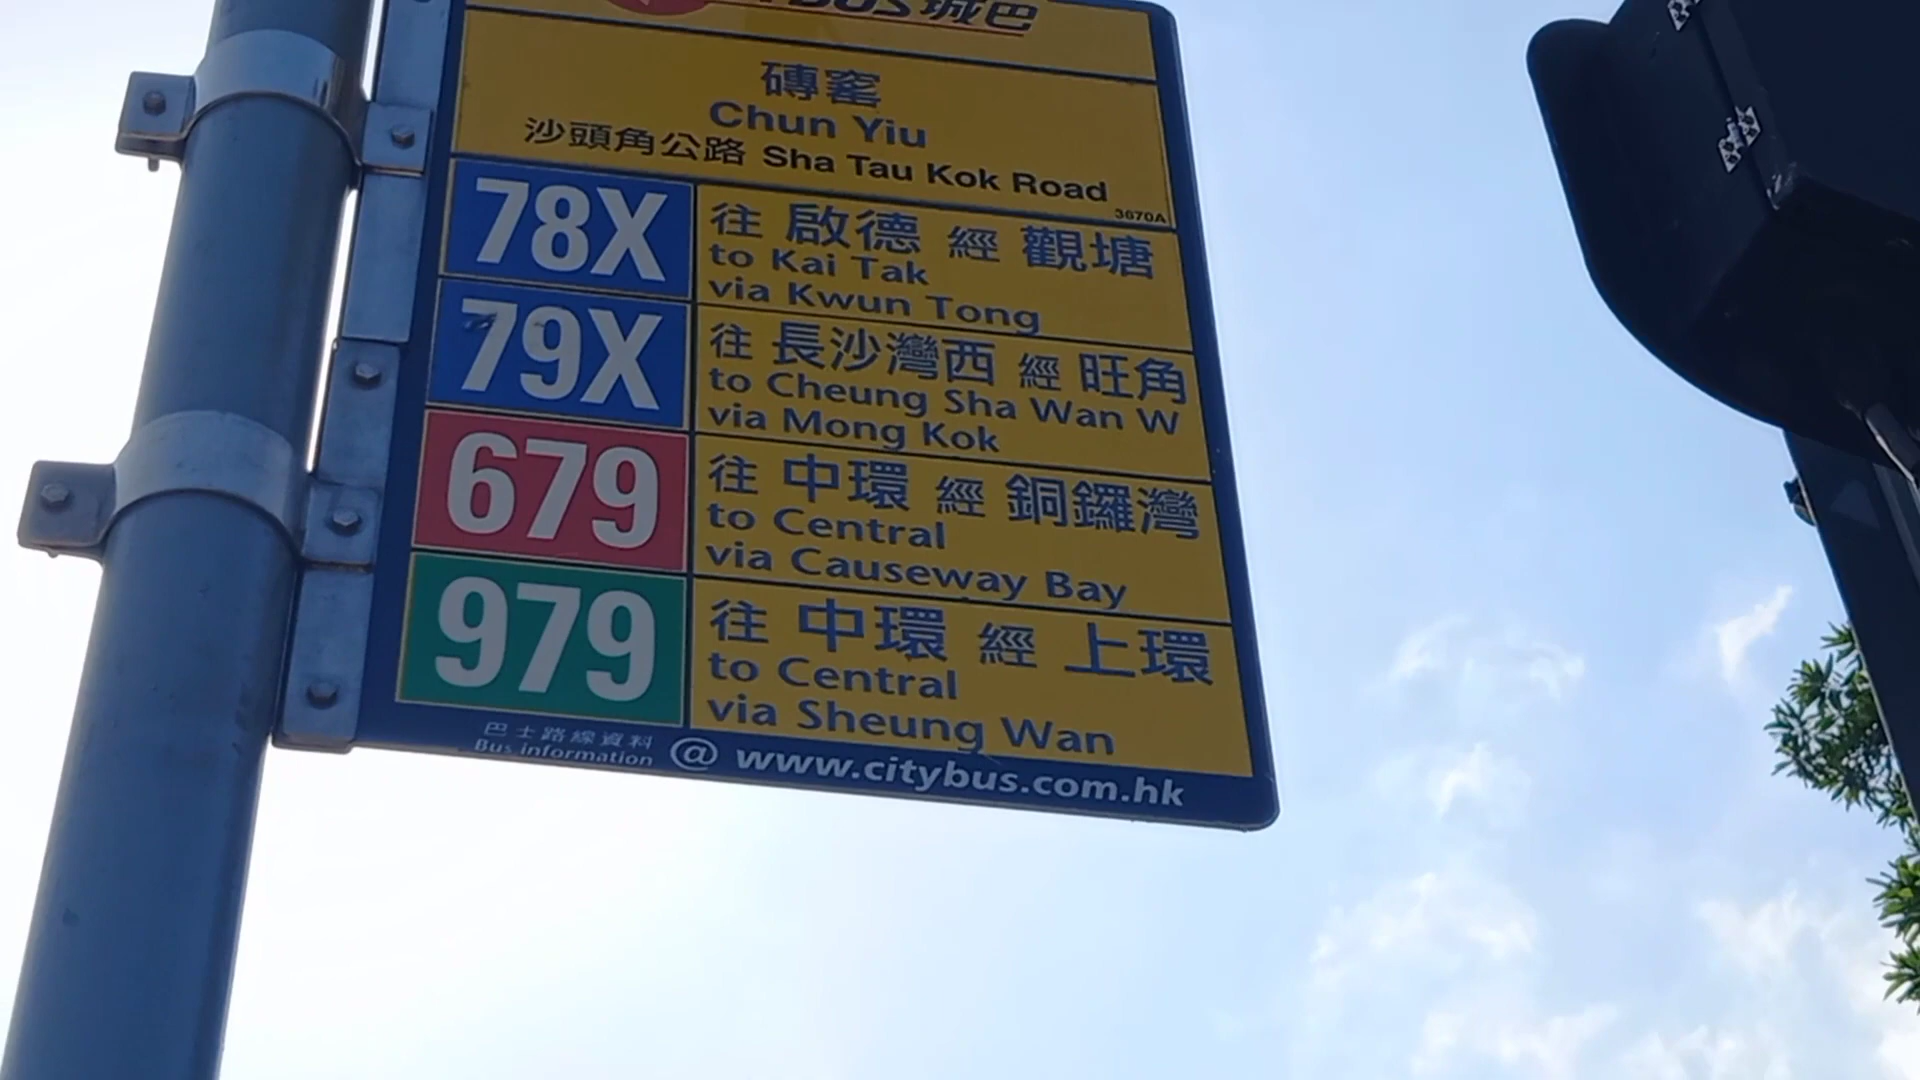 CITYBUS 城巴
磚窰
Chun Yiu
沙頭角公路 Sha Tau Kok Road
3670A
78X
往 啟德 經 觀塘
to Kai Tak
via Kwun Tong
79X
往 長沙灣西 經 旺角
to Cheung Sha Wan W
via Mong Kok
679
往 中環 經 銅鑼灣
to Central
via Causeway Bay
979
往 中環 經 上環
to Central
via Sheung Wan
巴士路線資料
Bus information @ www.citybus.com.hk